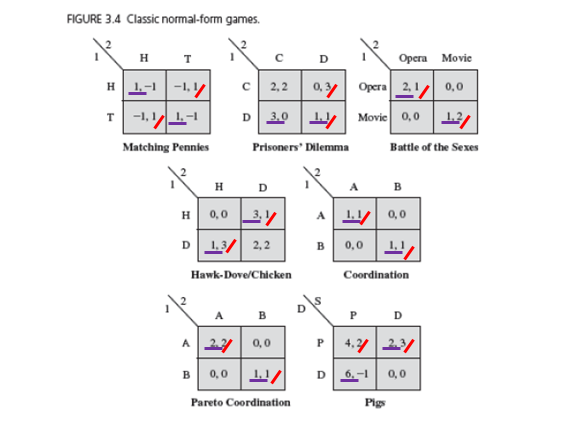 FIGURE 3.4 Classic normal-form games.
2 2 2
1 H T 1 C D 1 Opera Movie
H 1, −1 −1, 1 C 2, 2 0, 3 Opera 2, 1 0, 0
T −1, 1 1, −1 D 3, 0 1, 1 Movie 0, 0 1, 2
Matching Pennies Prisoners' Dilemma Battle of the Sexes
2 2
1 H D 1 A B
H 0, 0 3, 1 A 1, 1 0, 0
D 1, 3 2, 2 B 0, 0 1, 1
Hawk-Dove/Chicken Coordination
2 S
1 A B D P D
A 2, 2 0, 0 P 4, 2 2, 3
B 0, 0 1, 1 D 6, −1 0, 0
Pareto Coordination Pigs